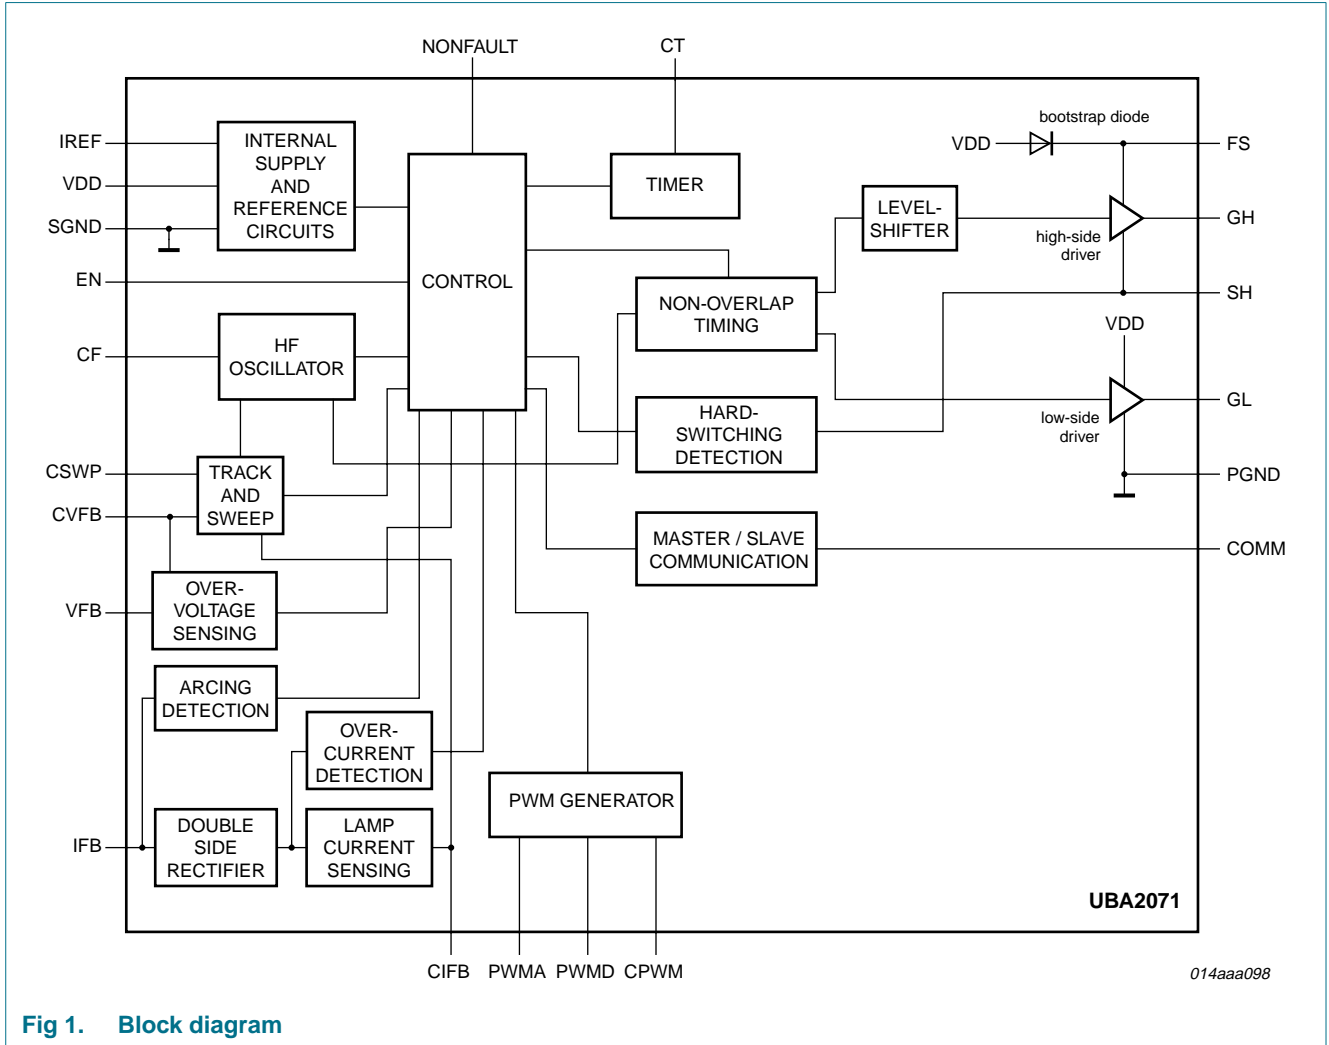 NONFAULT
CT
IREF
VDD
SGND
EN
CF
CSWP
CVFB
VFB
IFB
INTERNAL
SUPPLY
AND
REFERENCE
CIRCUITS
CONTROL
TIMER
HF
OSCILLATOR
TRACK
AND
SWEEP
OVER-
VOLTAGE
SENSING
ARCING
DETECTION
OVER-
CURRENT
DETECTION
DOUBLE
SIDE
RECTIFIER
LAMP
CURRENT
SENSING
PWM GENERATOR
NON-OVERLAP
TIMING
HARD-
SWITCHING
DETECTION
MASTER / SLAVE
COMMUNICATION
LEVEL-
SHIFTER
bootstrap diode
VDD
high-side
driver
VDD
low-side
driver
FS
GH
SH
GL
PGND
COMM
UBA2071
CIFB
PWMA
PWMD
CPWM
014aaa098
Fig 1. Block diagram